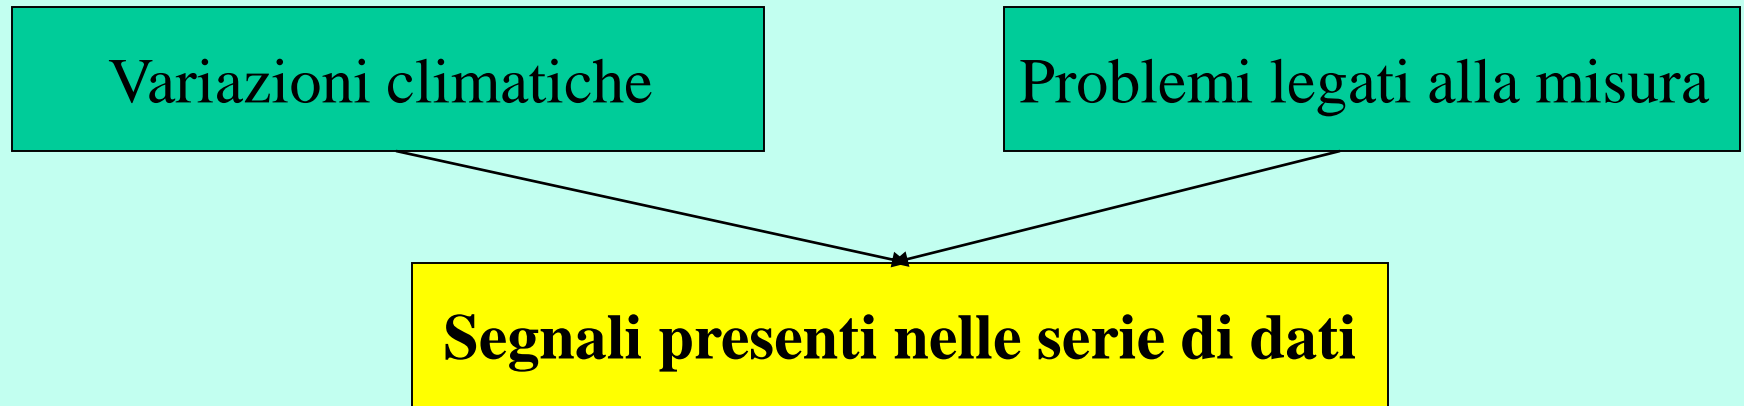 Variazioni climatiche
Problemi legati alla misura
Segnali presenti nelle serie di dati